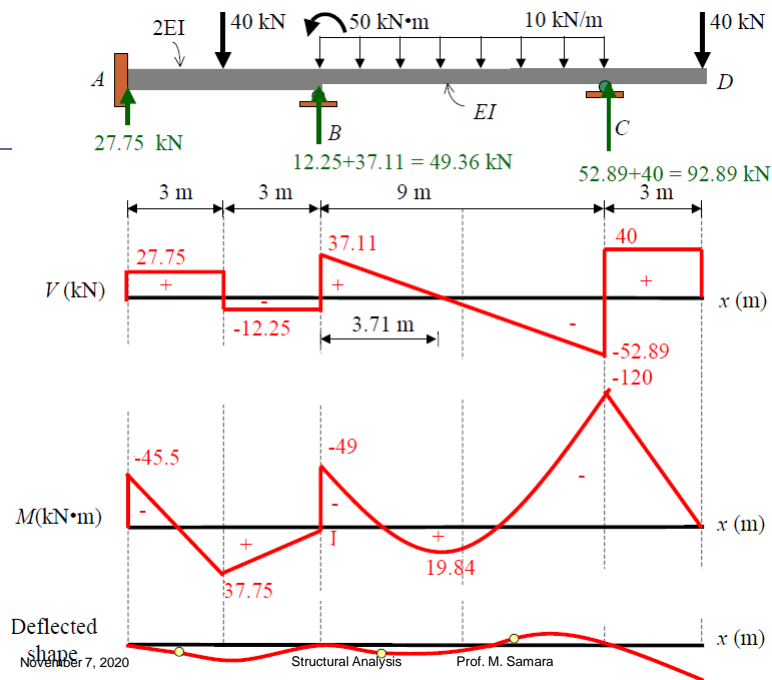 2EI 40 kN 50 kN•m 10 kN/m 40 kN
A D
EI
27.75 kN B C
12.25+37.11 = 49.36 kN 52.89+40 = 92.89 kN
3 m 3 m 9 m 3 m
27.75 37.11 40
V (kN) + - + - + x (m)
-12.25 3.71 m
-52.89
-120
-45.5 -49
M(kN•m) - + - + - x (m)
I
37.75 19.84
Deflected
shape x (m)
November 7, 2020 Structural Analysis Prof. M. Samara